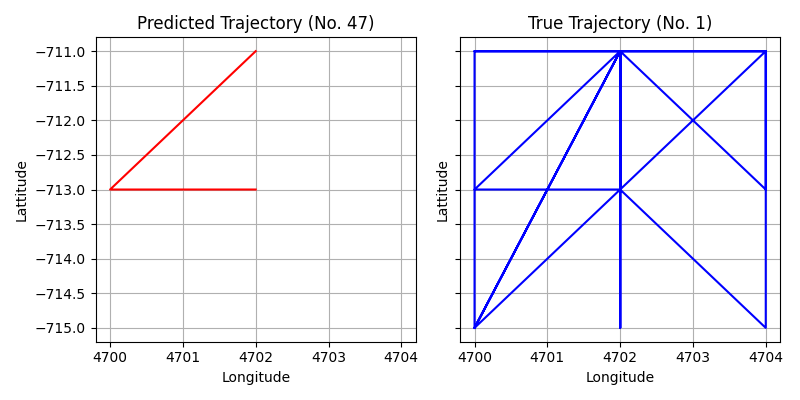 Predicted Trajectory (No. 47)
True Trajectory (No. 1)
Lattitude
−711.0
−711.5
−712.0
−712.5
−713.0
−713.5
−714.0
−714.5
−715.0
4700 4701 4702 4703 4704
Longitude
Lattitude
4700 4701 4702 4703 4704
Longitude